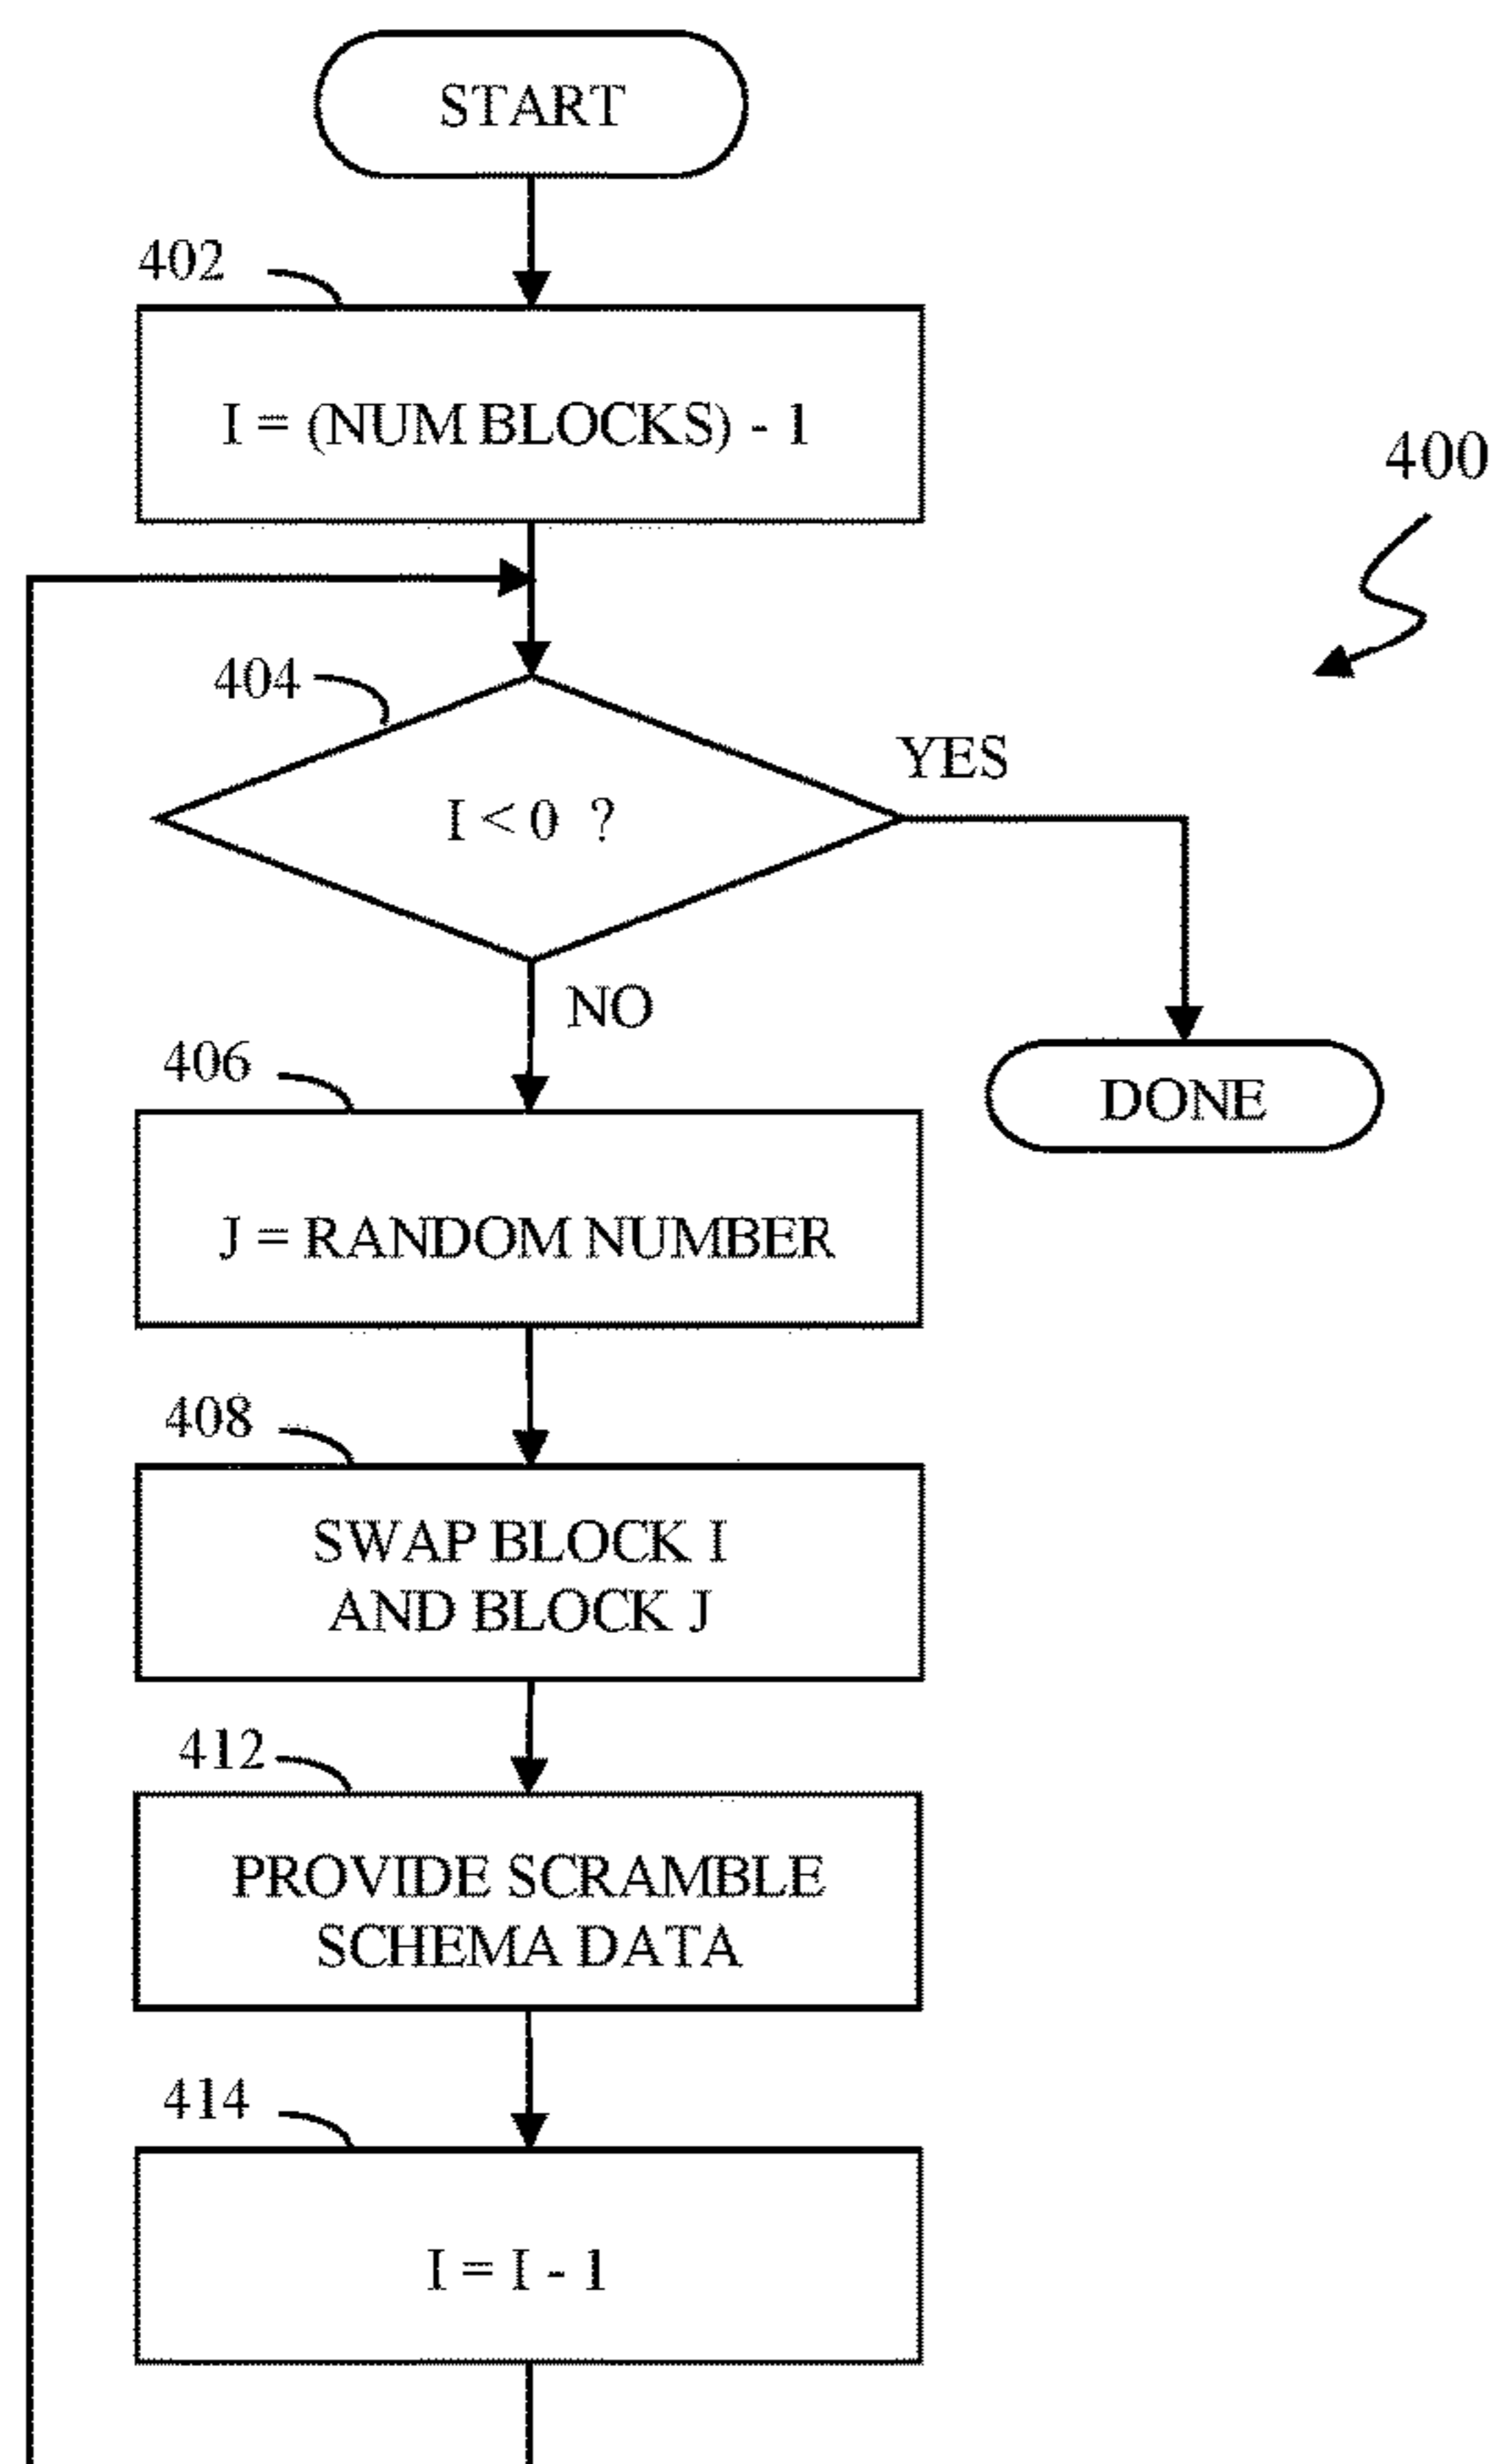 START
402
I = (NUM BLOCKS) - 1
400
404
I < 0 ?
YES
NO
406
DONE
J = RANDOM NUMBER
408
SWAP BLOCK I
AND BLOCK J
412
PROVIDE SCRAMBLE
SCHEMA DATA
414
I = I - 1